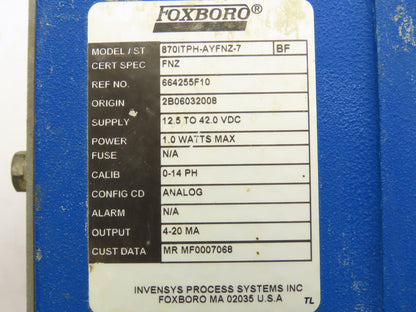 FOXBORO®
MODEL / ST 870ITPH-AYFNZ-7 BF
CERT SPEC FNZ
REF NO. 664255F10
ORIGIN 2B06032008
SUPPLY 12.5 TO 42.0 VDC
POWER 1.0 WATTS MAX
FUSE N/A
CALIB 0-14 PH
CONFIG CD ANALOG
ALARM N/A
OUTPUT 4-20 MA
CUST DATA MR MF0007068
INVENSYS PROCESS SYSTEMS INC
FOXBORO MA 02035 U.S.A
TL